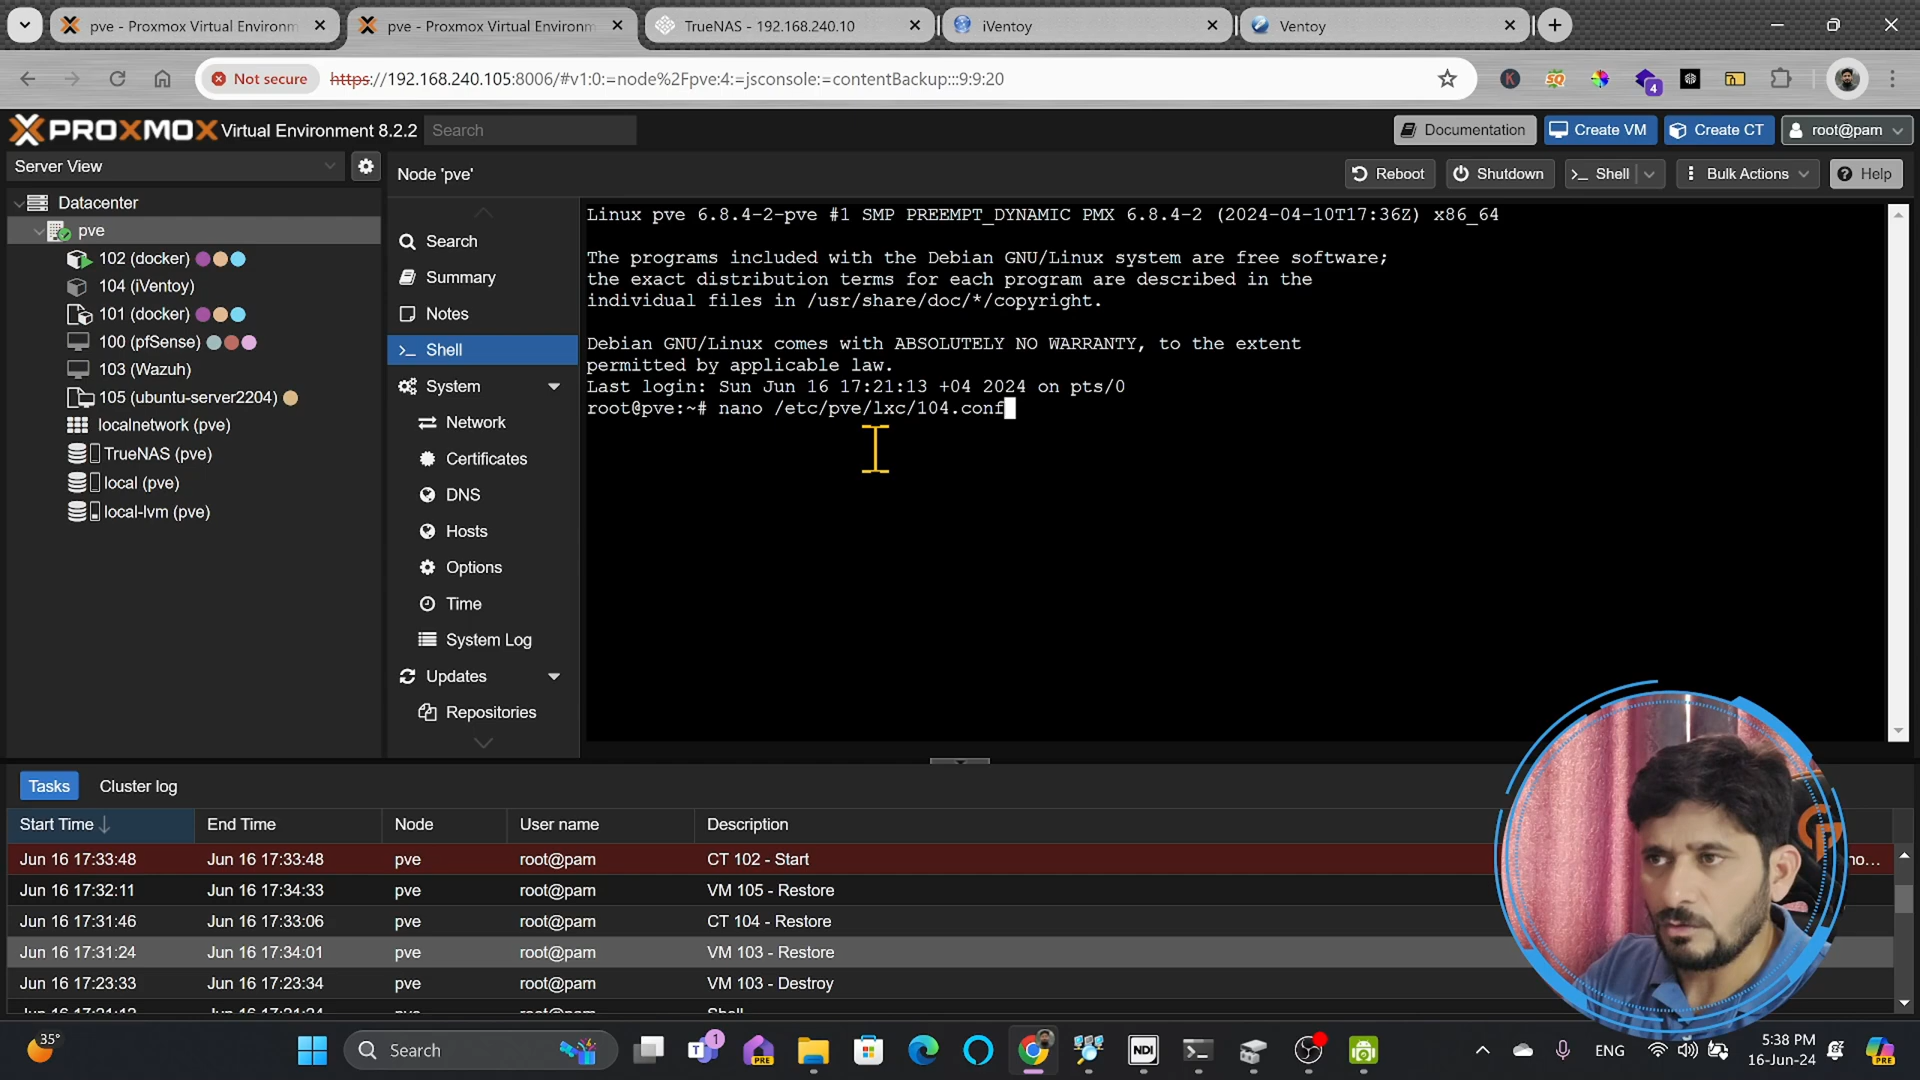 pve - Proxmox Virtual Environm
pve - Proxmox Virtual Environm
TrueNAS - 192.168.240.10
iVentoy
Ventoy
Not secure
https://192.168.240.105:8006/#v1:0:=node%2Fpve:4:=jsconsole:=contentBackup:::9:9:20
4
PROXMOX Virtual Environment 8.2.2
Search
Documentation
Create VM
Create CT
root@pam
Server View
Node 'pve'
Reboot
Shutdown
Shell
Bulk Actions
Help
Datacenter
pve
102 (docker)
104 (iVentoy)
101 (docker)
100 (pfSense)
103 (Wazuh)
105 (ubuntu-server2204)
localnetwork (pve)
TrueNAS (pve)
local (pve)
local-lvm (pve)
Search
Summary
Notes
Shell
System
Network
Certificates
DNS
Hosts
Options
Time
System Log
Updates
Repositories
Linux pve 6.8.4-2-pve #1 SMP PREEMPT_DYNAMIC PMX 6.8.4-2 (2024-04-10T17:36Z) x86_64
The programs included with the Debian GNU/Linux system are free software;
the exact distribution terms for each program are described in the
individual files in /usr/share/doc/*/copyright.
Debian GNU/Linux comes with ABSOLUTELY NO WARRANTY, to the extent
permitted by applicable law.
Last login: Sun Jun 16 17:21:13 +04 2024 on pts/0
root@pve:~# nano /etc/pve/lxc/104.conf
Tasks
Cluster log
Start Time
End Time
Node
User name
Description
Jun 16 17:33:48 Jun 16 17:33:48 pve root@pam CT 102 - Start no...
Jun 16 17:32:11 Jun 16 17:34:33 pve root@pam VM 105 - Restore
Jun 16 17:31:46 Jun 16 17:33:06 pve root@pam CT 104 - Restore
Jun 16 17:31:24 Jun 16 17:34:01 pve root@pam VM 103 - Restore
Jun 16 17:23:33 Jun 16 17:23:34 pve root@pam VM 103 - Destroy
35°
Search
1
PRE
NDI
ENG
5:38 PM
16-Jun-24
PRE